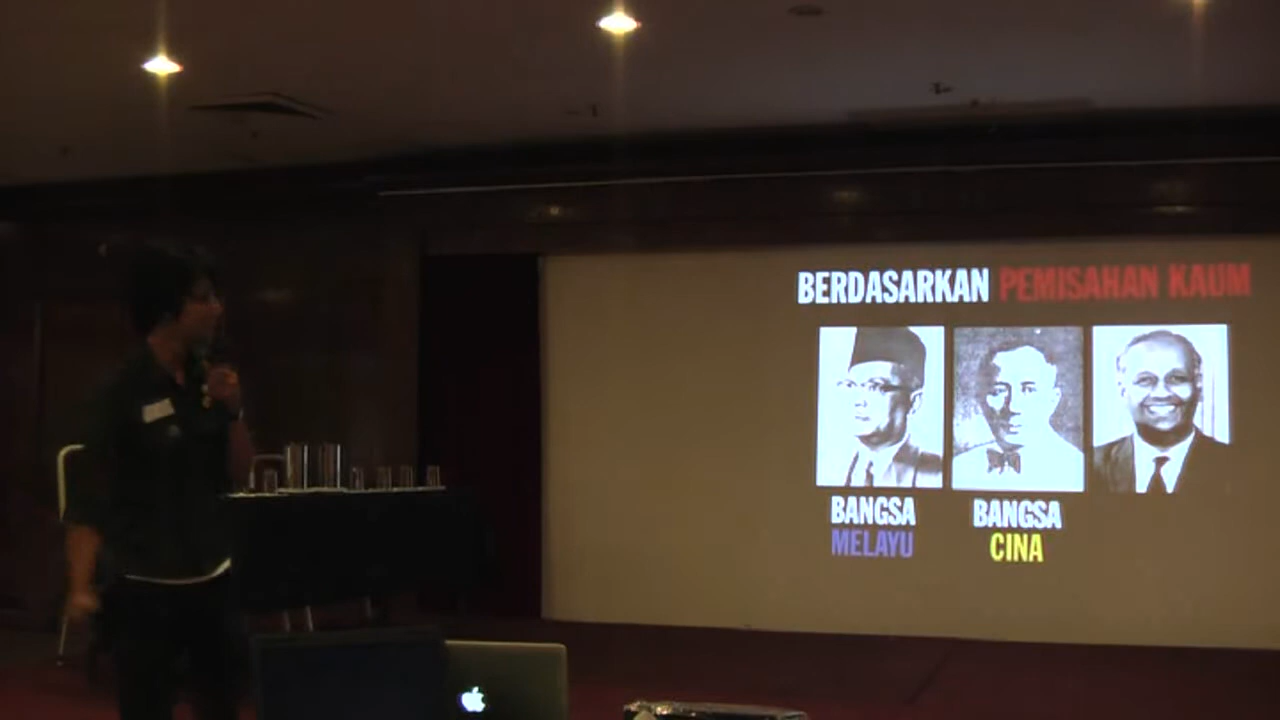 BERDASARKAN PEMISAHAN KAUM
BANGSA
MELAYU
BANGSA
CINA